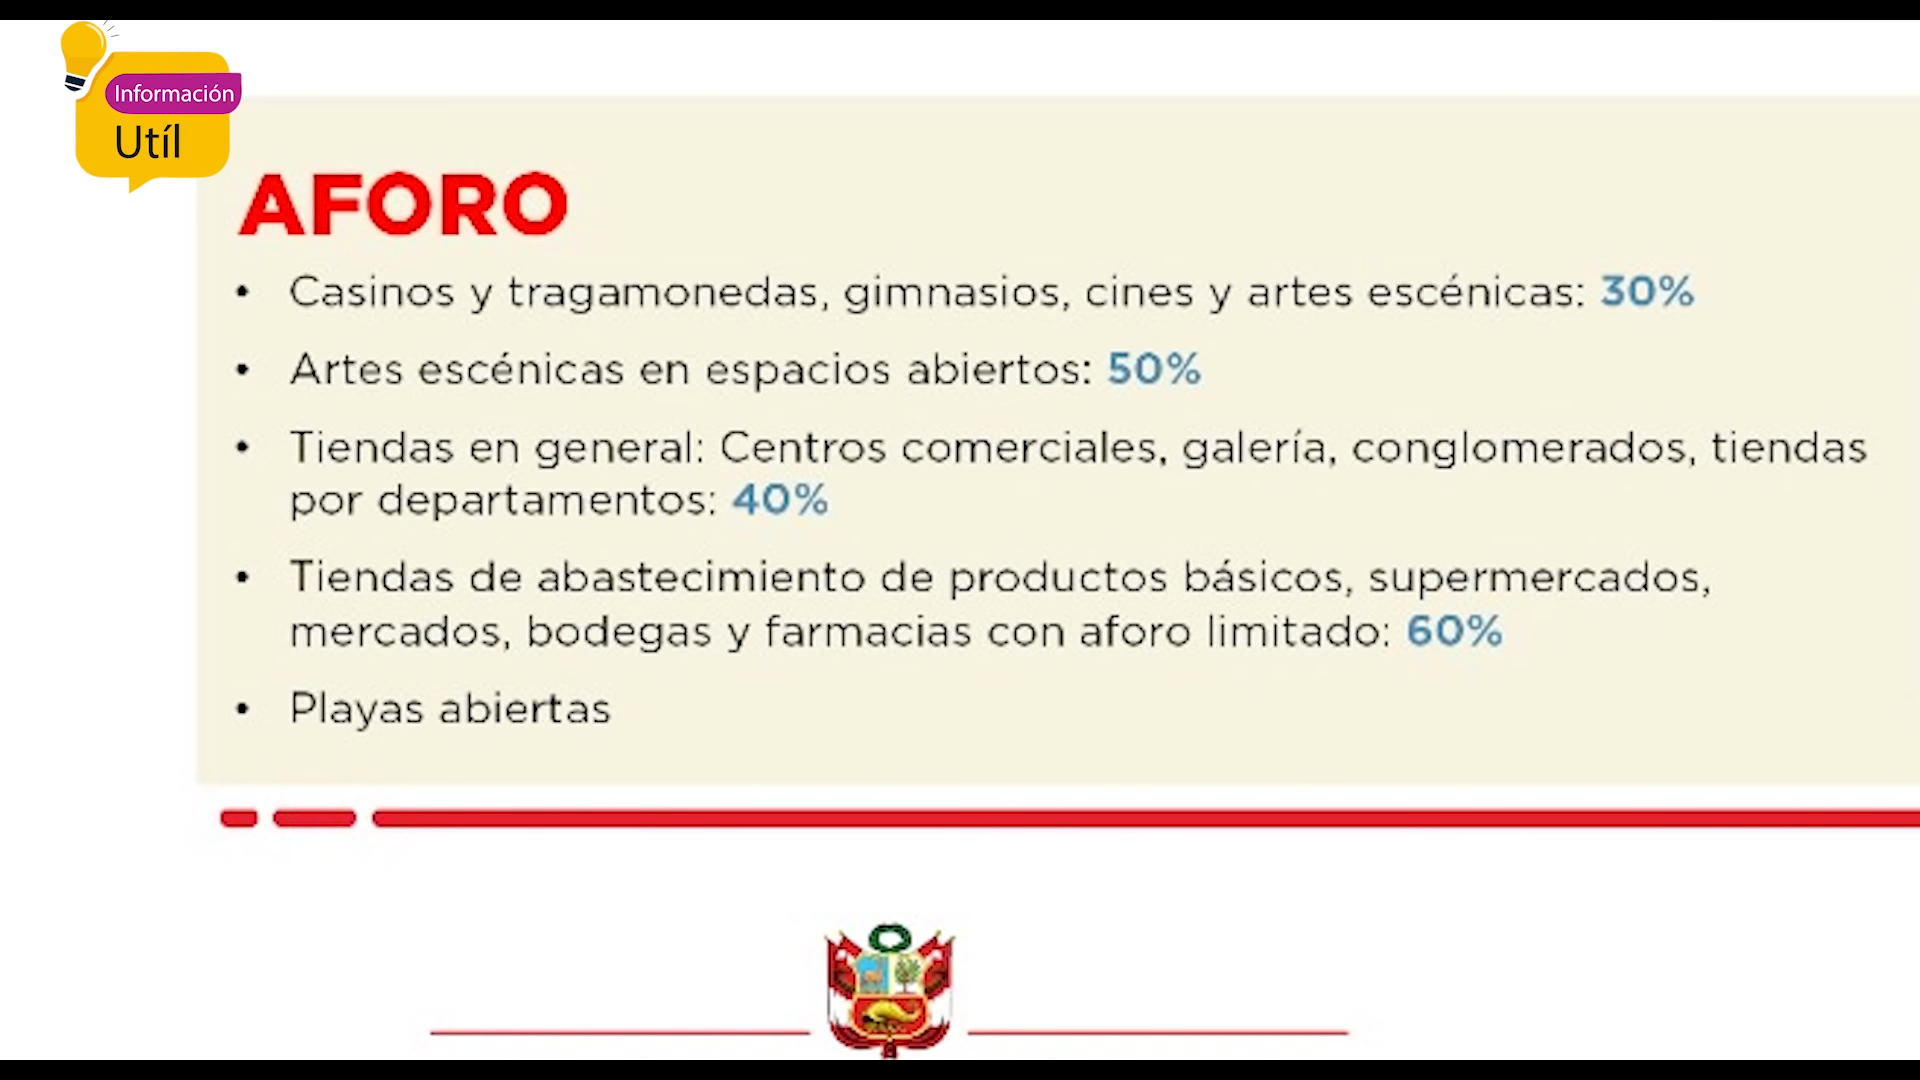 Información
Utíl
AFORO
• Casinos y tragamonedas, gimnasios, cines y artes escénicas: 30%
• Artes escénicas en espacios abiertos: 50%
• Tiendas en general: Centros comerciales, galería, conglomerados, tiendas
por departamentos: 40%
• Tiendas de abastecimiento de productos básicos, supermercados,
mercados, bodegas y farmacias con aforo limitado: 60%
• Playas abiertas